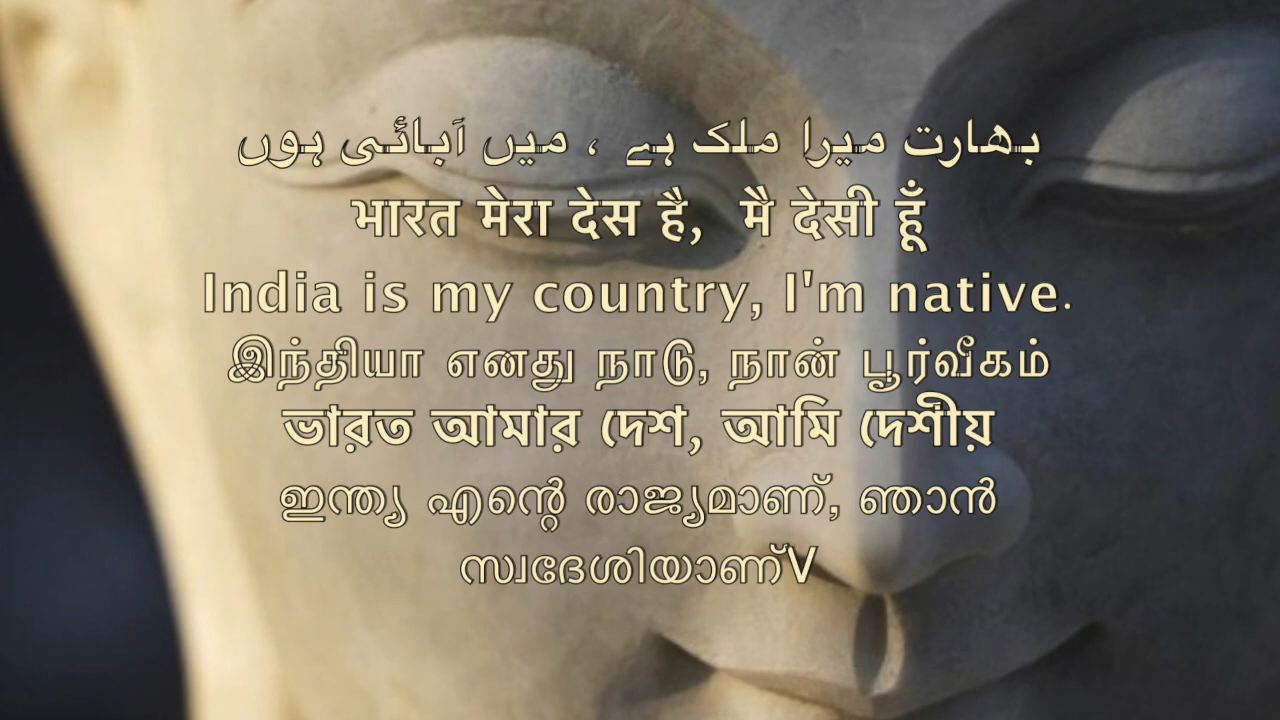 بھارت میرا ملک ہے ، میں آبائی ہوں
भारत मेरा देस है, मै देसी हूँ
India is my country, I'm native.
இந்தியா எனது நாடு, நான் பூர்வீகம்
ভারত আমার দেশ, আমি দেশীয়
ഇന്ത്യ എന്റെ രാജ്യമാണ്, ഞാൻ
സ്വദേശിയാണ്V